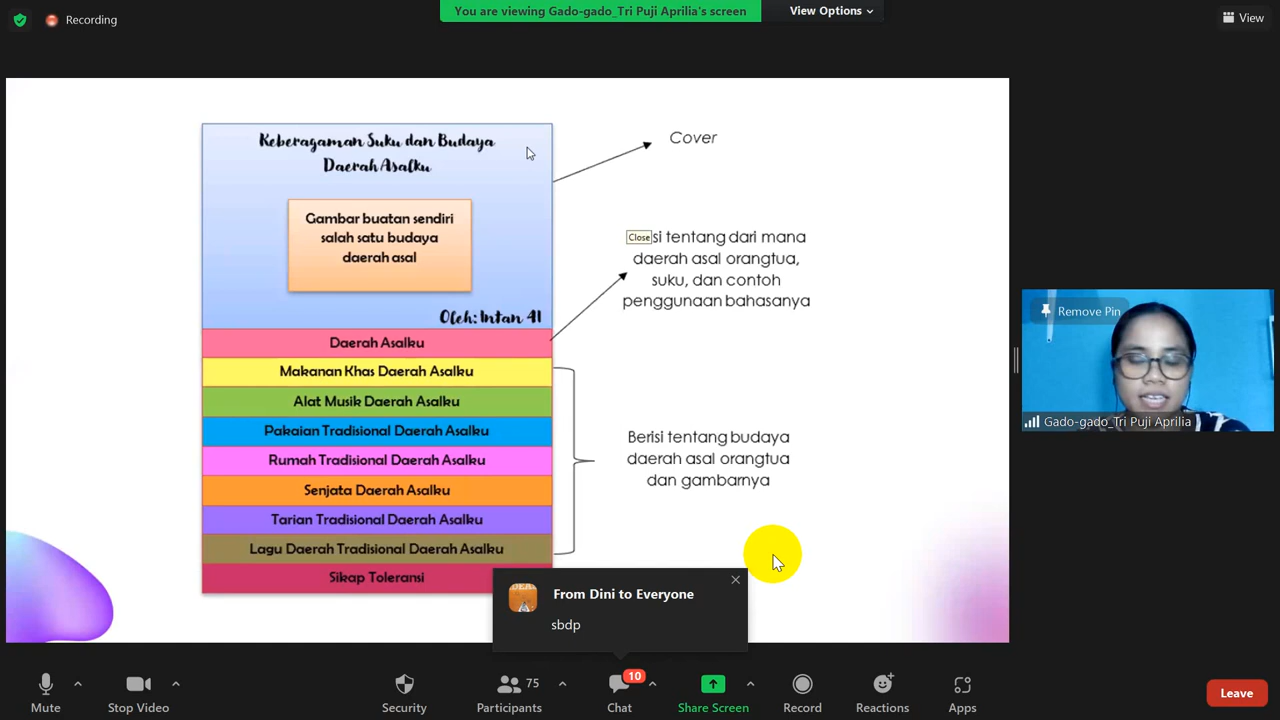 You are viewing Gado-gado_Tri Puji Aprilia's screen
View Options
Recording
View
Keberagaman Suku dan Budaya
Daerah Asalku
Gambar buatan sendiri
salah satu budaya
daerah asal
Oleh: Intan 41
Daerah Asalku
Makanan Khas Daerah Asalku
Alat Musik Daerah Asalku
Pakaian Tradisional Daerah Asalku
Rumah Tradisional Daerah Asalku
Senjata Daerah Asalku
Tarian Tradisional Daerah Asalku
Lagu Daerah Tradisional Daerah Asalku
Sikap Toleransi
Cover
Close
si tentang dari mana
daerah asal orangtua,
suku, dan contoh
penggunaan bahasanya
Berisi tentang budaya
daerah asal orangtua
dan gambarnya
Remove Pin
Gado-gado_Tri Puji Aprilia
From Dini to Everyone
sbdp
Mute
Stop Video
Security
75
Participants
10
Chat
Share Screen
Record
Reactions
Apps
Leave